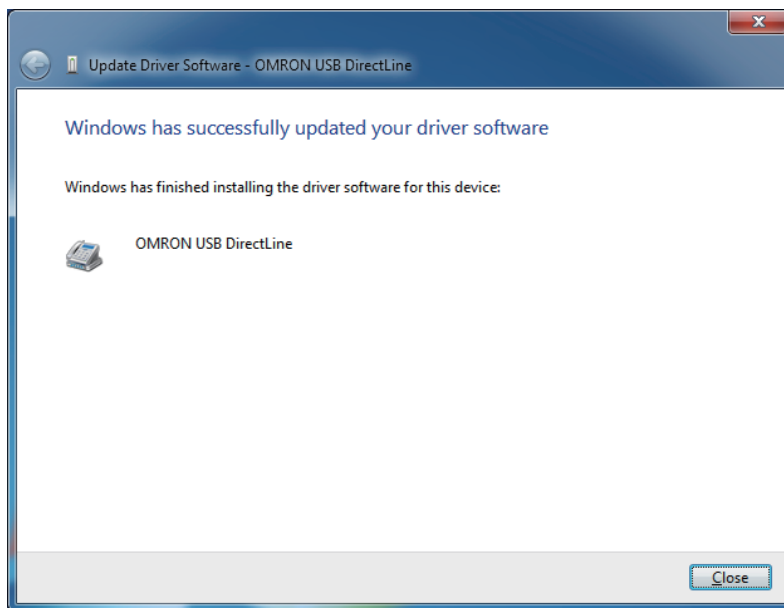 Update Driver Software - OMRON USB DirectLine
Windows has successfully updated your driver software
Windows has finished installing the driver software for this device:
OMRON USB DirectLine
Close